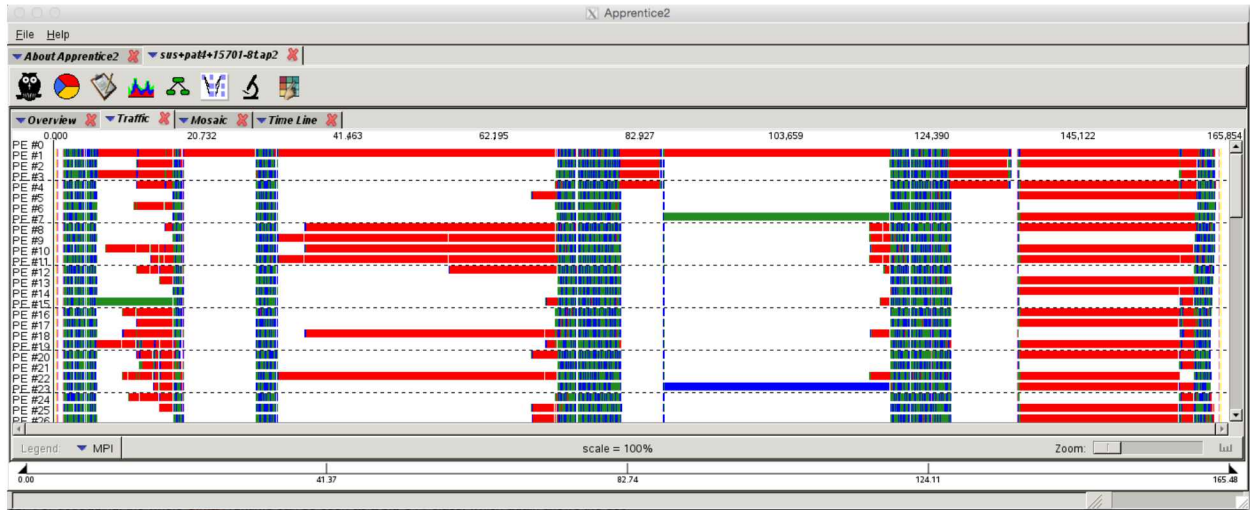 Apprentice2
File Help
About Apprentice2 sus+pat4+15701-8t.ap2
Overview Traffic Mosaic Time Line
0.000 20.732 41.463 62.195 82.927 103,659 124,390 145,122 165,854
PE #0
PE #1
PE #2
PE #3
PE #4
PE #5
PE #6
PE #7
PE #8
PE #9
PE #10
PE #11
PE #12
PE #13
PE #14
PE #15
PE #16
PE #17
PE #18
PE #19
PE #20
PE #21
PE #22
PE #23
PE #24
PE #25
PE #26
Legend: MPI scale = 100% Zoom:
0.00 41.37 82.74 124.11 165.48